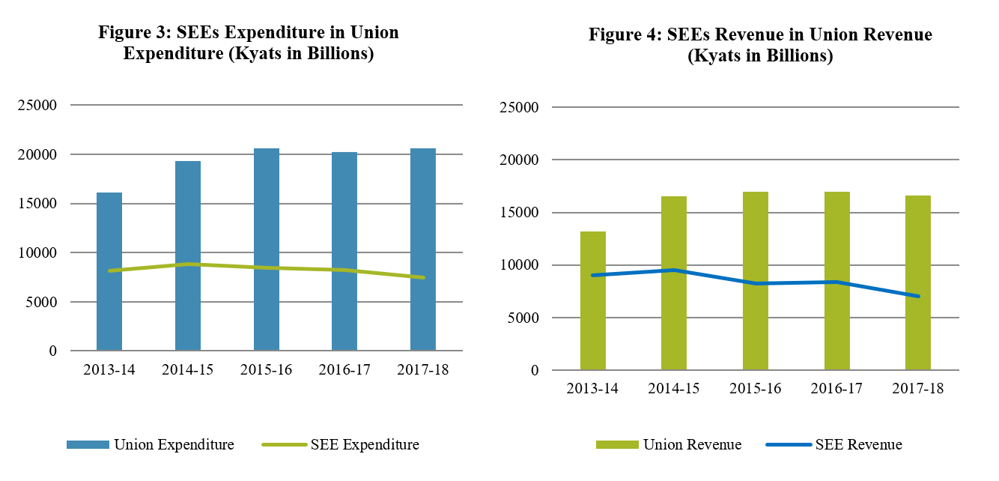 Figure 3: SEEs Expenditure in Union
Expenditure (Kyats in Billions)
25000
20000
15000
10000
5000
0
2013-14 2014-15 2015-16 2016-17 2017-18
Union Expenditure SEE Expenditure
Figure 4: SEEs Revenue in Union Revenue
(Kyats in Billions)
25000
20000
15000
10000
5000
0
2013-14 2014-15 2015-16 2016-17 2017-18
Union Revenue SEE Revenue